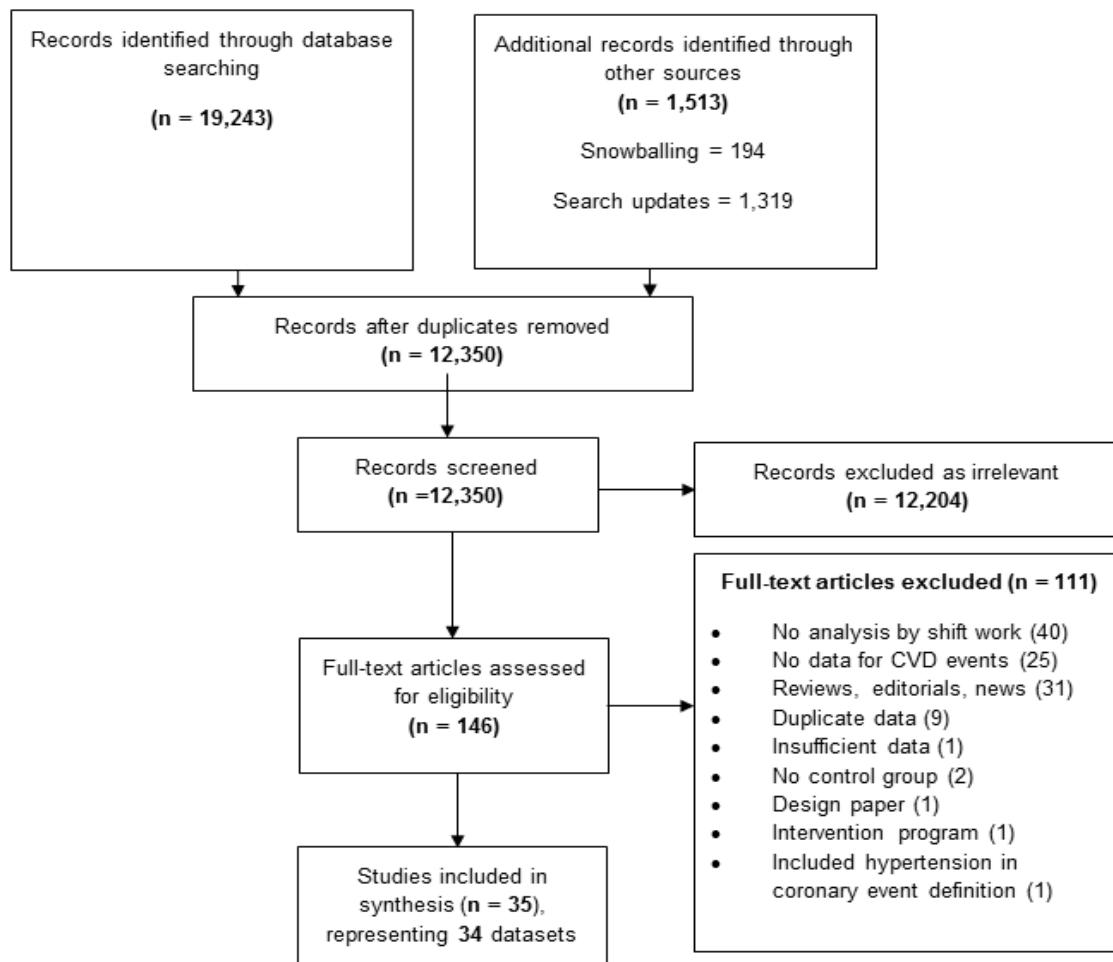 Records identified through database
searching
(n = 19,243)
Additional records identified through
other sources
(n = 1,513)
Snowballing = 194
Search updates = 1,319
Records after duplicates removed
(n = 12,350)
Records screened
(n =12,350)
Records excluded as irrelevant
(n = 12,204)
Full-text articles assessed
for eligibility
(n = 146)
Full-text articles excluded (n = 111)
• No analysis by shift work (40)
• No data for CVD events (25)
• Reviews, editorials, news (31)
• Duplicate data (9)
• Insufficient data (1)
• No control group (2)
• Design paper (1)
• Intervention program (1)
• Included hypertension in
coronary event definition (1)
Studies included in
synthesis (n = 35),
representing 34 datasets